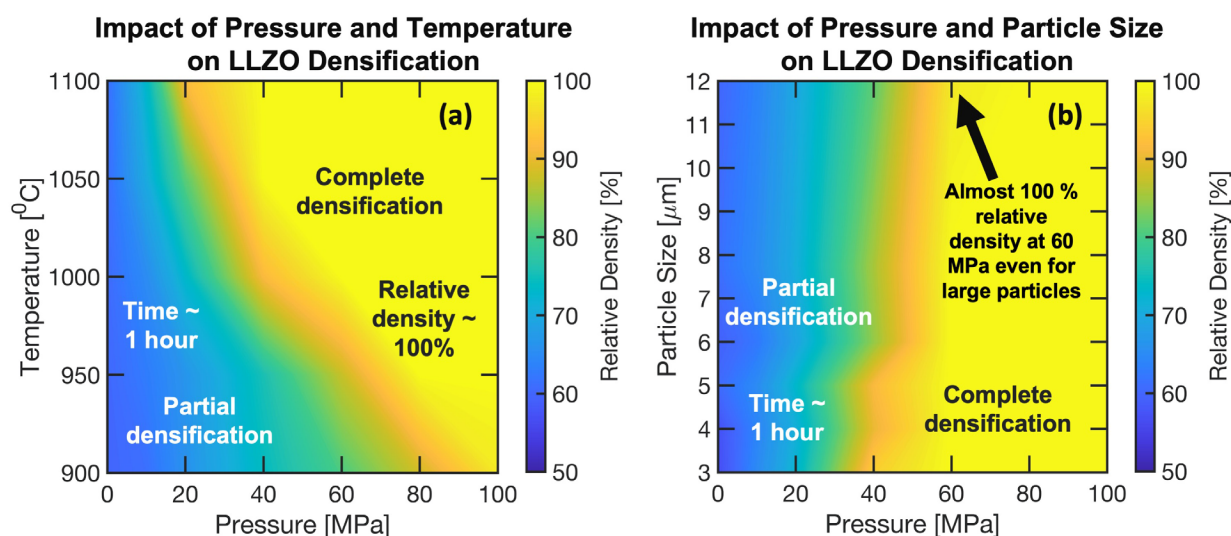 Impact of Pressure and Temperature
on LLZO Densification
(a)
1100
1050
1000
950
900
Temperature [⁰C]
Complete
densification
Relative
density ~
100%
Time ~
1 hour
Partial
densification
0 20 40 60 80 100
Pressure [MPa]
100
90
80
70
60
50
Relative Density [%]
Impact of Pressure and Particle Size
on LLZO Densification
(b)
12
11
10
9
8
7
6
5
4
3
Particle Size [μm]
Almost 100 %
relative
density at 60
MPa even for
large particles
Partial
densification
Time ~
1 hour
Complete
densification
0 20 40 60 80 100
Pressure [MPa]
100
90
80
70
60
50
Relative Density [%]